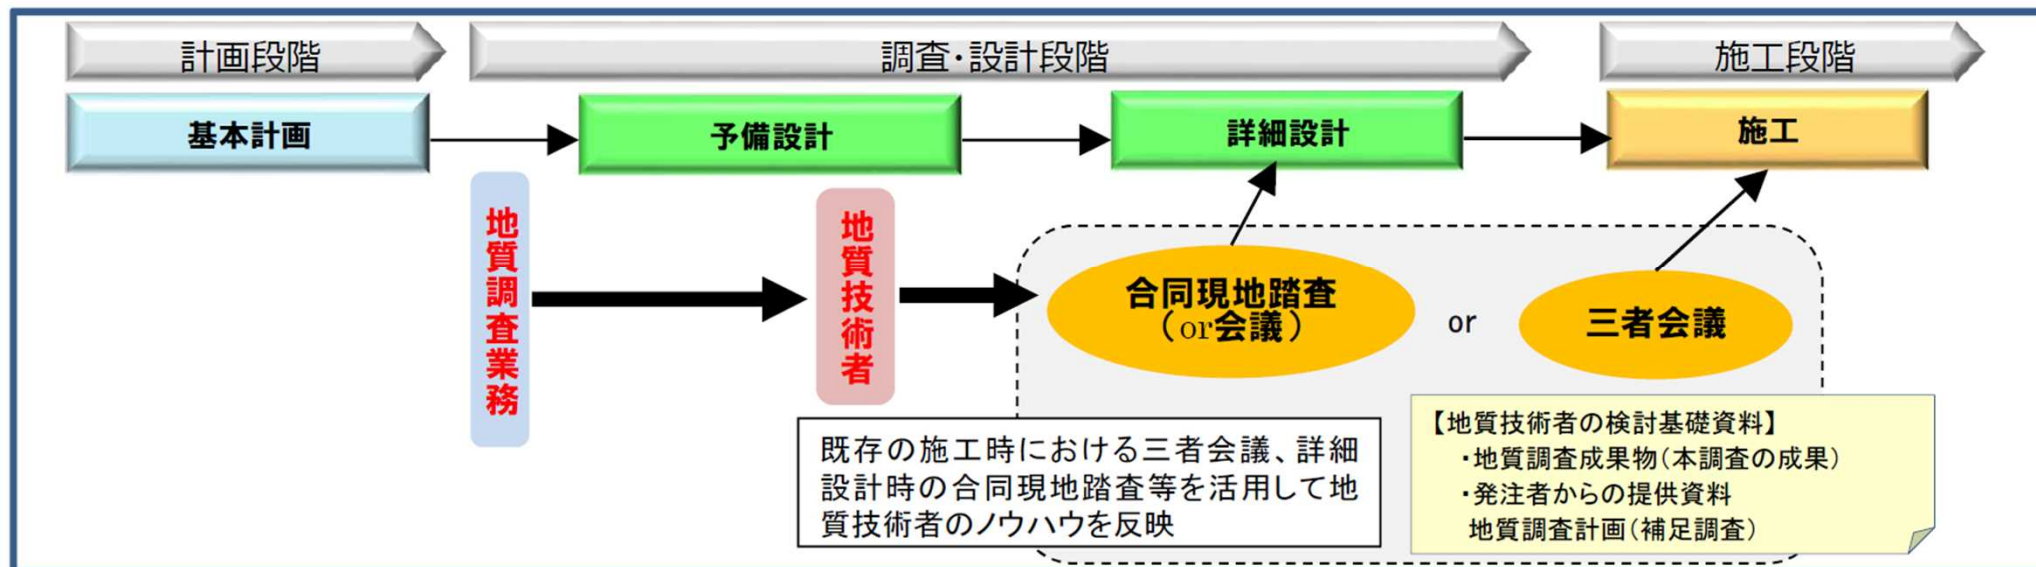 計画段階
調査・設計段階
施工段階
基本計画
予備設計
詳細設計
施工
地質調査業務
地質技術者
合同現地踏査
（or会議）
or
三者会議
既存の施工時における三者会議、詳細
設計時の合同現地踏査等を活用して地
質技術者のノウハウを反映
【地質技術者の検討基礎資料】
・地質調査成果物（本調査の成果）
・発注者からの提供資料
地質調査計画（補足調査）